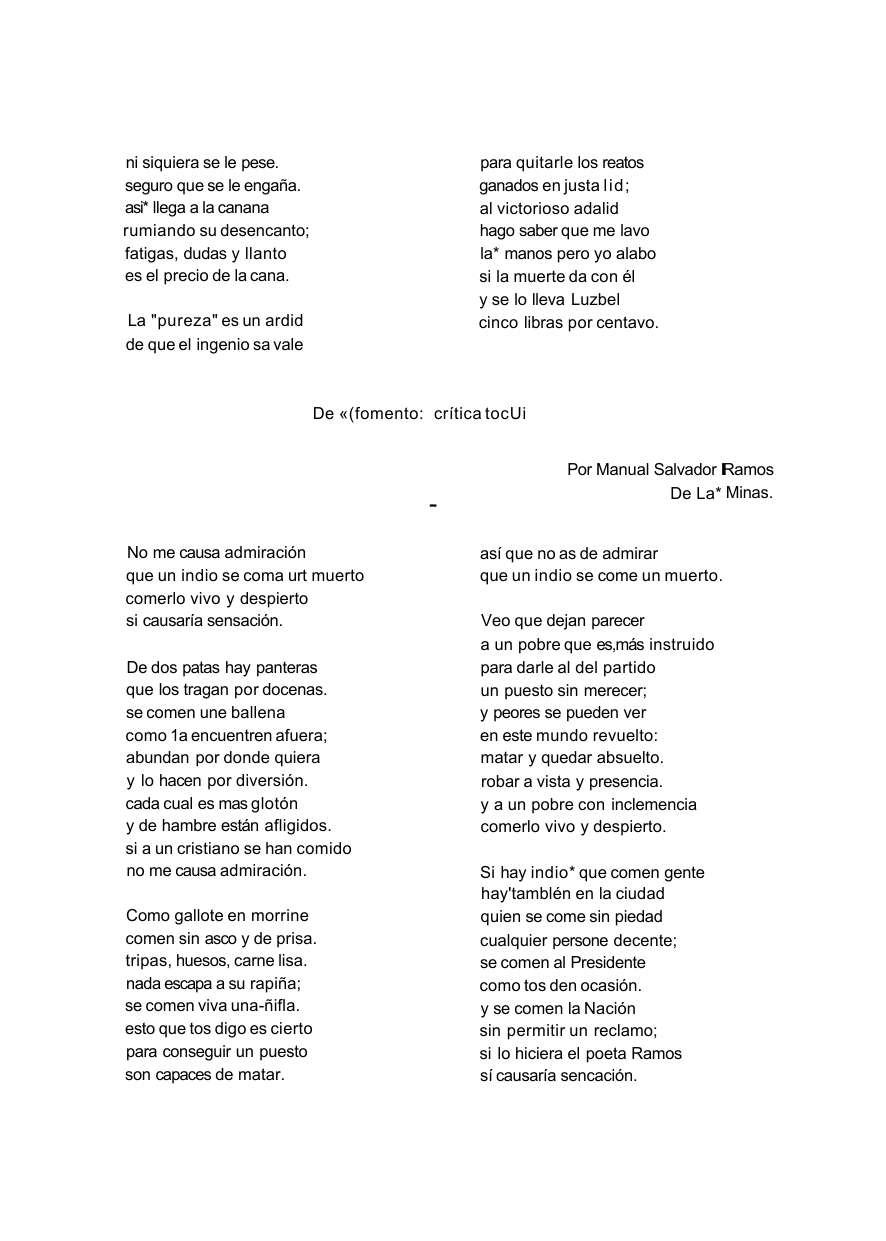 ni siquiera se le pese.
seguro que se le engaña.
asi* llega a la canana
rumiando su desencanto;
fatigas, dudas y llanto
es el precio de la cana.

La "pureza" es un ardid
de que el ingenio sa vale
para quitarle los reatos
ganados en justa lid;
al victorioso adalid
hago saber que me lavo
la* manos pero yo alabo
si la muerte da con él
y se lo lleva Luzbel
cinco libras por centavo.

De «(fomento: crítica tocUi

Por Manual Salvador IRamos
De La* Minas.
-

No me causa admiración
que un indio se coma urt muerto
comerlo vivo y despierto
si causaría sensación.

De dos patas hay panteras
que los tragan por docenas.
se comen une ballena
como 1a encuentren afuera;
abundan por donde quiera
y lo hacen por diversión.
cada cual es mas glotón
y de hambre están afligidos.
si a un cristiano se han comido
no me causa admiración.

Como gallote en morrine
comen sin asco y de prisa.
tripas, huesos, carne lisa.
nada escapa a su rapiña;
se comen viva una-ñifla.
esto que tos digo es cierto
para conseguir un puesto
son capaces de matar.
así que no as de admirar
que un indio se come un muerto.

Veo que dejan parecer
a un pobre que es,más instruido
para darle al del partido
un puesto sin merecer;
y peores se pueden ver
en este mundo revuelto:
matar y quedar absuelto.
robar a vista y presencia.
y a un pobre con inclemencia
comerlo vivo y despierto.

Si hay indio* que comen gente
hay'tamblén en la ciudad
quien se come sin piedad
cualquier persone decente;
se comen al Presidente
como tos den ocasión.
y se comen la Nación
sin permitir un reclamo;
si lo hiciera el poeta Ramos
sí causaría sencación.